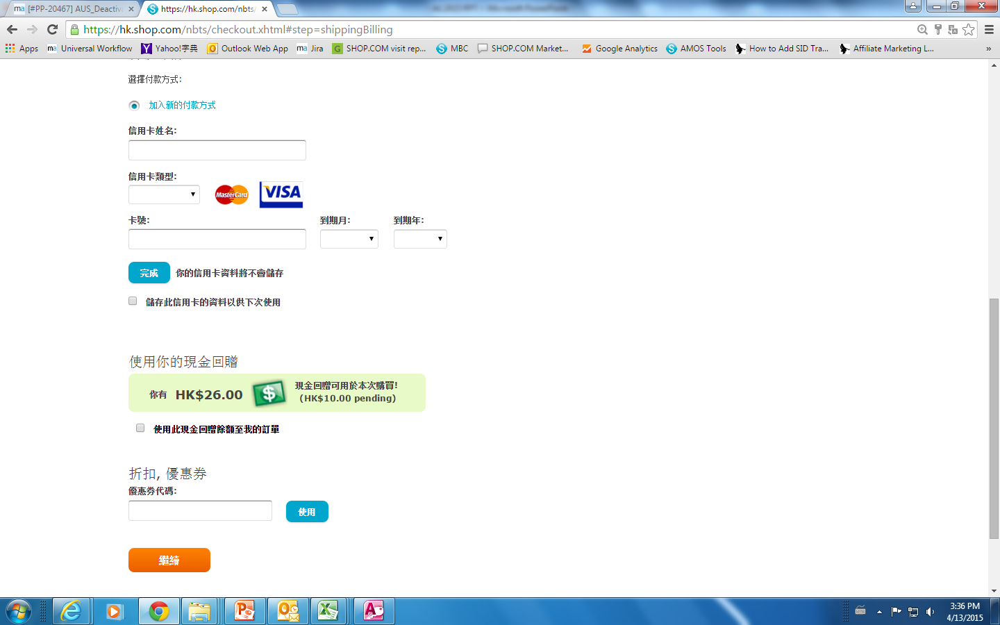 [#PP-20467] AUS_Deactiv
https://hk.shop.com/nbts/
https://hk.shop.com/nbts/checkout.xhtml#step=shippingBilling
Apps
ma Universal Workflow
Y Yahoo!字典
Outlook Web App
ma Jira
G SHOP.COM visit rep...
S MBC
SHOP.COM Market...
Google Analytics
S AMOS Tools
How to Add SID Tra...
Affiliate Marketing L...
»
選擇付款方式:
加入新的付款方式
信用卡姓名:
信用卡類型:
MasterCard
VISA
卡號: 到期月: 到期年:
完成 你的信用卡資料將不會儲存
儲存此信用卡的資料以供下次使用
使用你的現金回贈
你有 HK$26.00 $ 現金回贈可用於本次購買!
(HK$10.00 pending)
使用此現金回贈餘額至我的訂單
折扣, 優惠券
優惠券代碼:
使用
繼續
3:36 PM
4/13/2015